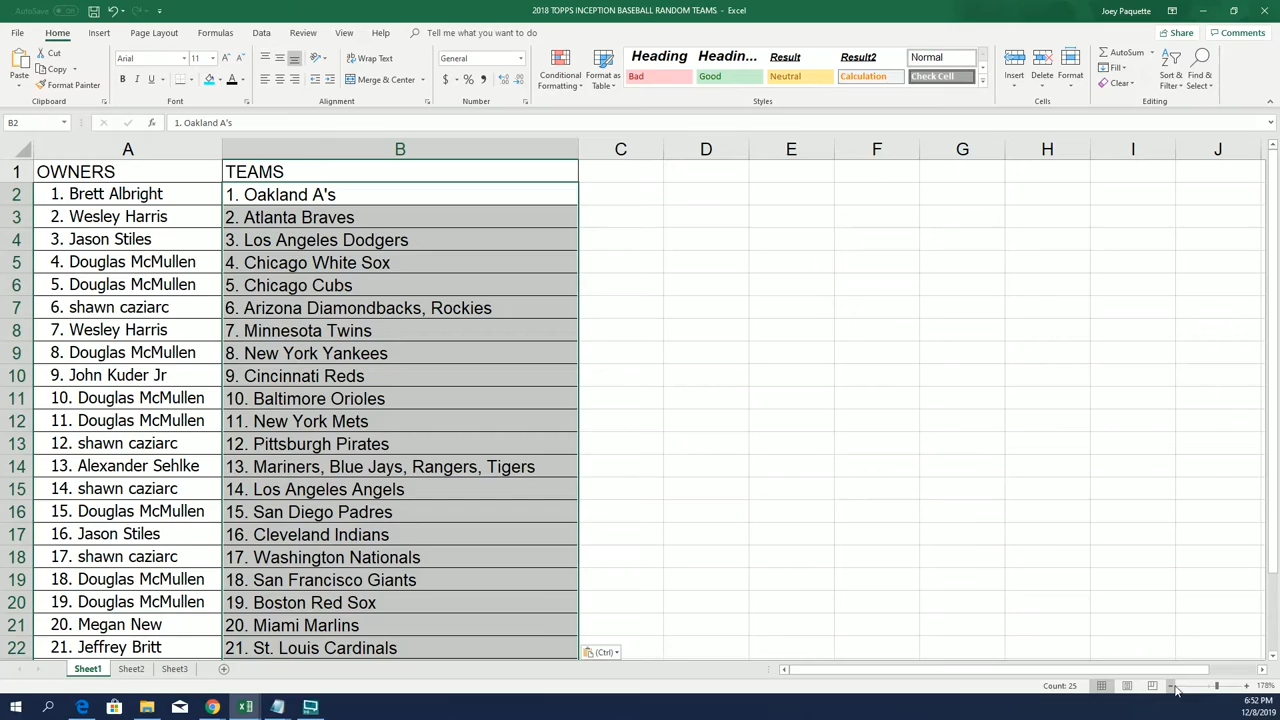 AutoSave Off
2018 TOPPS INCEPTION BASEBALL RANDOM TEAMS - Excel
Joey Paquette
File Home Insert Page Layout Formulas Data Review View Help Tell me what you want to do Share Comments
Paste Cut Copy Format Painter Clipboard
Arial 11 A A B I U A Font
Wrap Text Merge & Center Alignment
General $ % , Number
Conditional Formatting Format as Table
Heading Headin... Result Result2 Normal
Bad Good Neutral Calculation Check Cell
Styles
Insert Delete Format Cells
AutoSum Fill Clear Sort & Filter Find & Select Editing
B2 fx 1. Oakland A's
A B C D E F G H I J
1 OWNERS TEAMS
2 1. Brett Albright 1. Oakland A's
3 2. Wesley Harris 2. Atlanta Braves
4 3. Jason Stiles 3. Los Angeles Dodgers
5 4. Douglas McMullen 4. Chicago White Sox
6 5. Douglas McMullen 5. Chicago Cubs
7 6. shawn caziarc 6. Arizona Diamondbacks, Rockies
8 7. Wesley Harris 7. Minnesota Twins
9 8. Douglas McMullen 8. New York Yankees
10 9. John Kuder Jr 9. Cincinnati Reds
11 10. Douglas McMullen 10. Baltimore Orioles
12 11. Douglas McMullen 11. New York Mets
13 12. shawn caziarc 12. Pittsburgh Pirates
14 13. Alexander Sehlke 13. Mariners, Blue Jays, Rangers, Tigers
15 14. shawn caziarc 14. Los Angeles Angels
16 15. Douglas McMullen 15. San Diego Padres
17 16. Jason Stiles 16. Cleveland Indians
18 17. shawn caziarc 17. Washington Nationals
19 18. Douglas McMullen 18. San Francisco Giants
20 19. Douglas McMullen 19. Boston Red Sox
21 20. Megan New 20. Miami Marlins
22 21. Jeffrey Britt 21. St. Louis Cardinals
(Ctrl)
Sheet1 Sheet2 Sheet3
Count: 25 178%
6:52 PM
12/8/2019